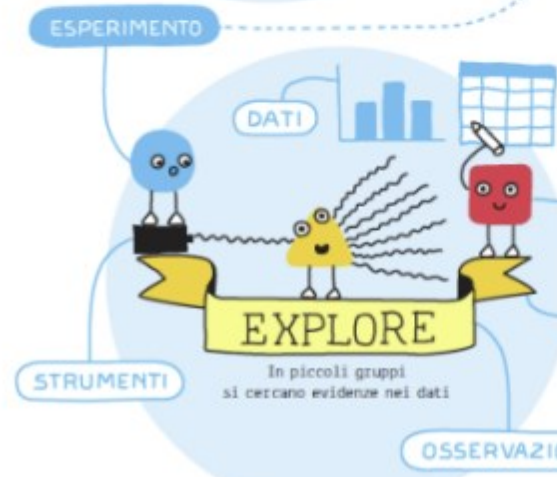 ESPERIMENTO
DATI
EXPLORE
In piccoli gruppi
si cercano evidenze nei dati
STRUMENTI